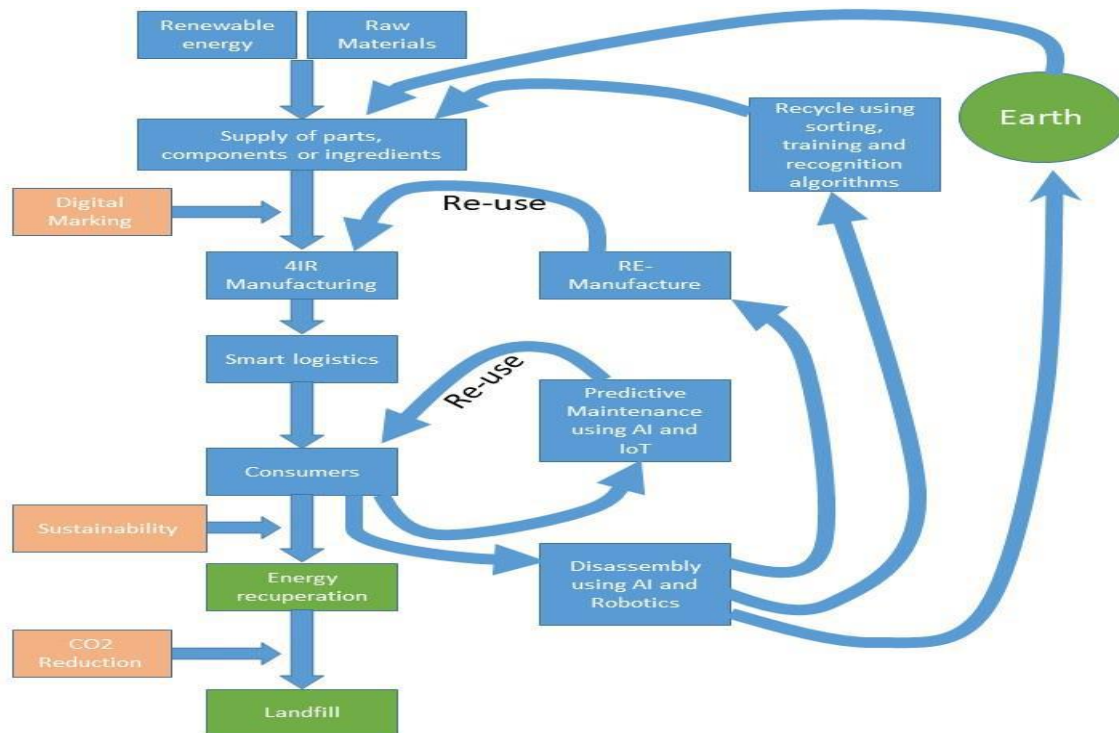 Renewable
energy
Raw
Materials
Supply of parts,
components or ingredients
Recycle using
sorting,
training and
recognition
algorithms
Earth
Digital
Marking
Re-use
4IR
Manufacturing
RE-
Manufacture
Smart logistics
Re-use
Predictive
Maintenance
using AI and
IoT
Consumers
Sustainability
Energy
recuperation
Disassembly
using AI and
Robotics
CO2
Reduction
Landfill